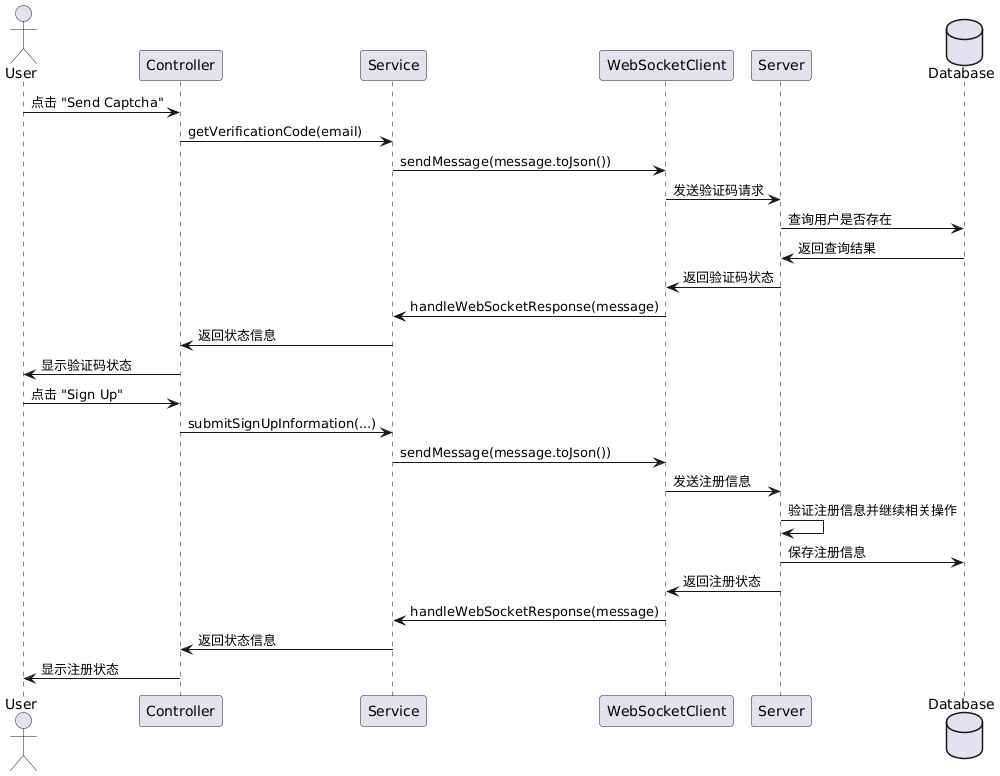 User
Controller
Service
WebSocketClient
Server
Database
点击 "Send Captcha"
getVerificationCode(email)
sendMessage(message.toJson())
发送验证码请求
查询用户是否存在
返回查询结果
返回验证码状态
handleWebSocketResponse(message)
返回状态信息
显示验证码状态
点击 "Sign Up"
submitSignUpInformation(...)
sendMessage(message.toJson())
发送注册信息
验证注册信息并继续相关操作
保存注册信息
返回注册状态
handleWebSocketResponse(message)
返回状态信息
显示注册状态
User
Controller
Service
WebSocketClient
Server
Database